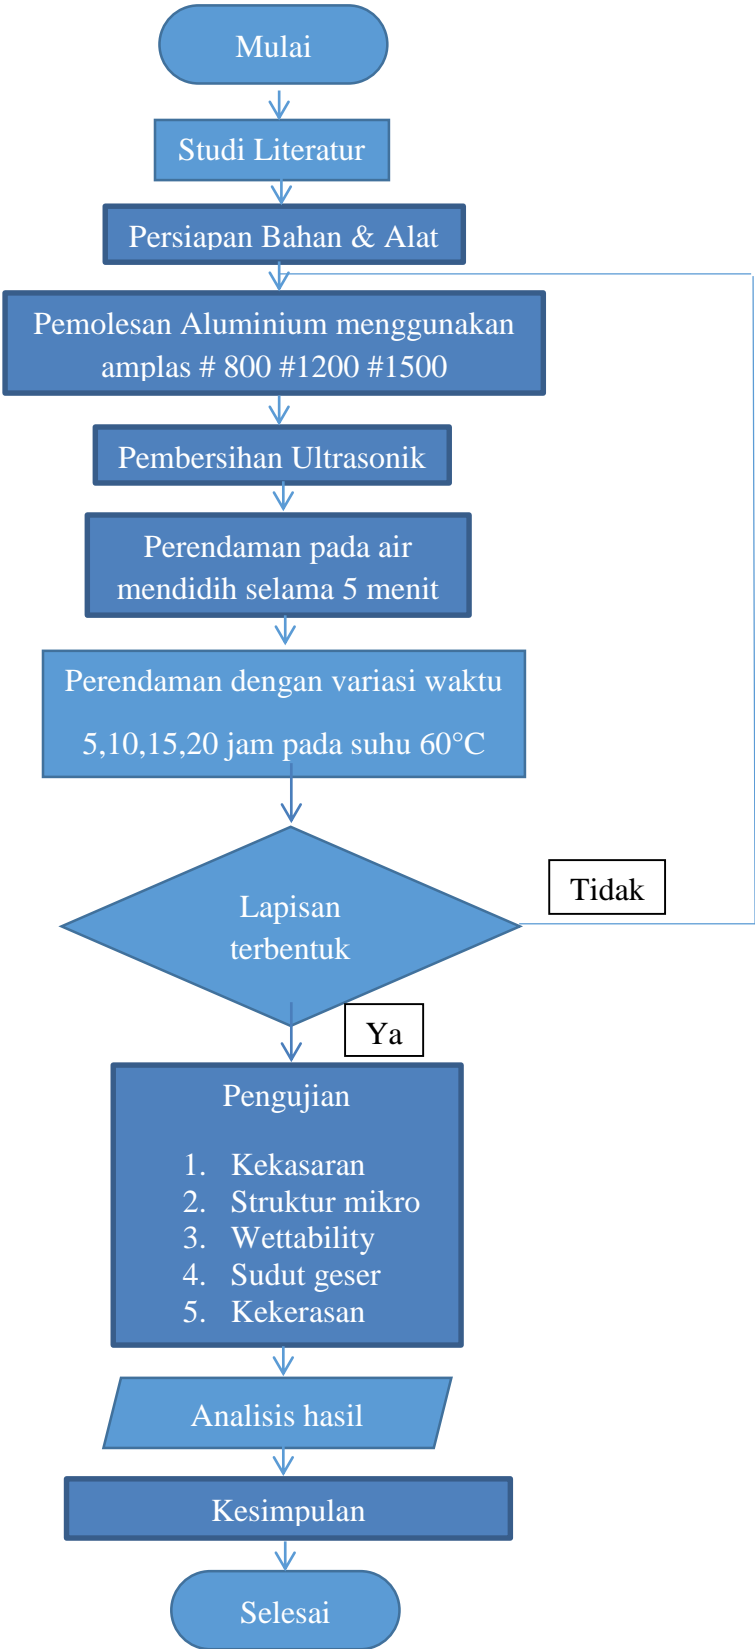 Mulai
Studi Literatur
Persiapan Bahan & Alat
Pemolesan Aluminium menggunakan
amplas # 800 #1200 #1500
Pembersihan Ultrasonik
Perendaman pada air
mendidih selama 5 menit
Perendaman dengan variasi waktu
5,10,15,20 jam pada suhu 60°C
Lapisan
terbentuk
Tidak
Ya
Pengujian
1. Kekasaran
2. Struktur mikro
3. Wettability
4. Sudut geser
5. Kekerasan
Analisis hasil
Kesimpulan
Selesai